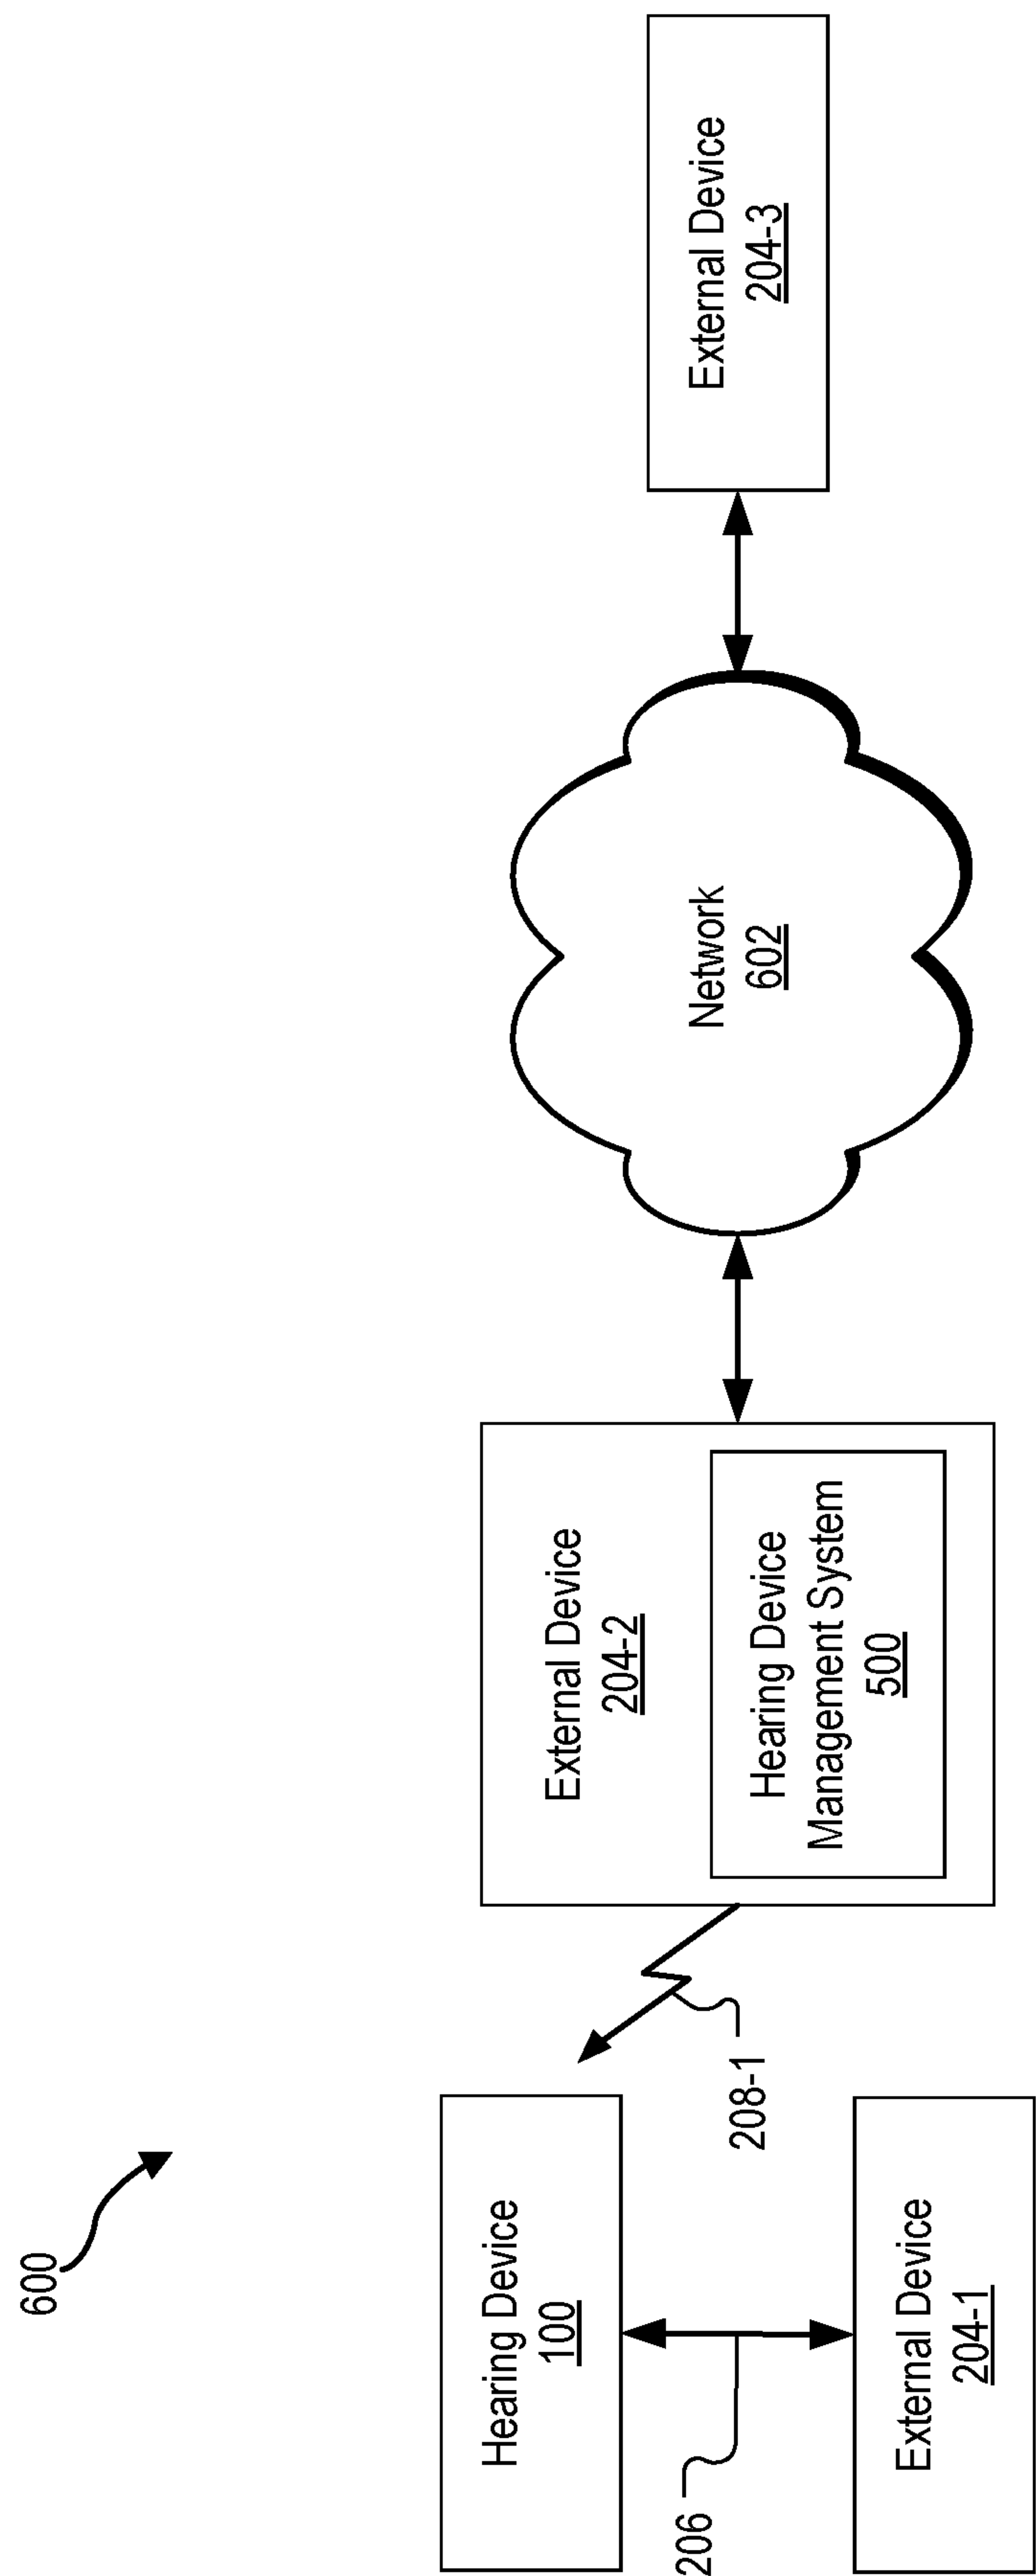 600
Hearing Device
100
206
External Device
204-1
208-1
External Device
204-2
Hearing Device
Management System
500
Network
602
External Device
204-3